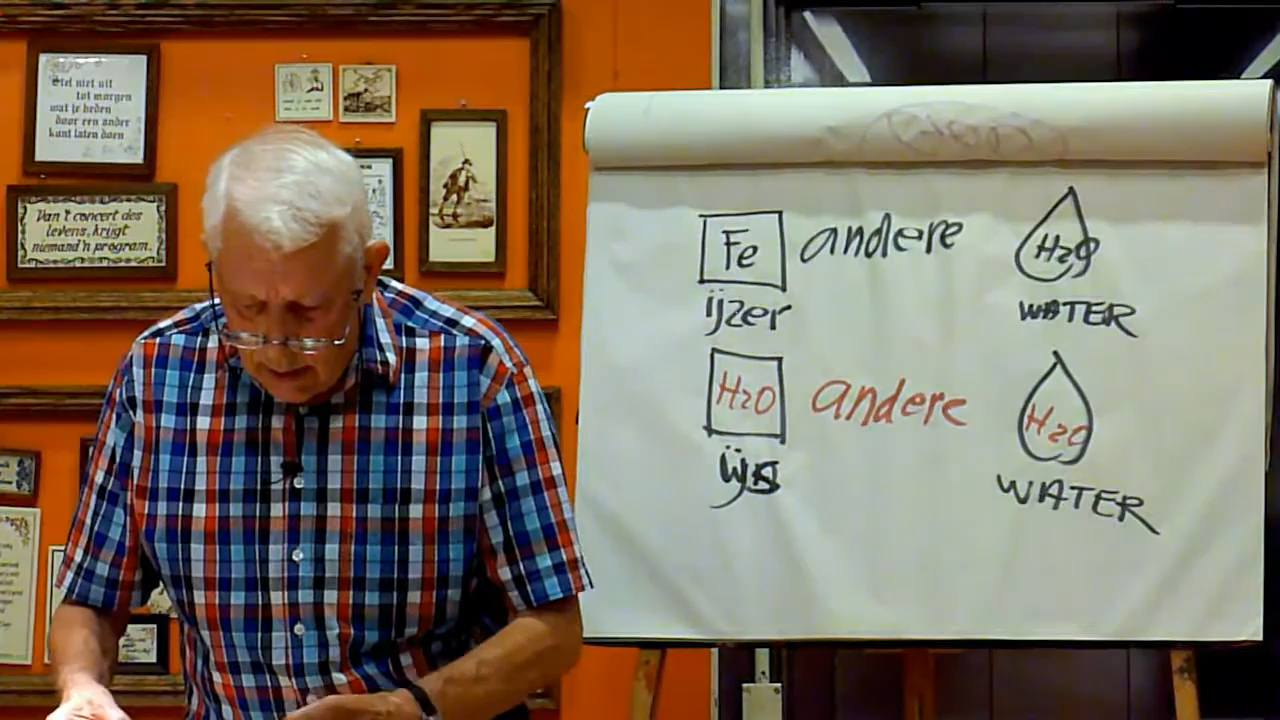 Stel niet uit
tot morgen
wat je heden
door een ander
kunt laten doen
Van 't concert des
levens, krijgt
niemand 'n program.
Fe andere H2O
ijzer WATER
H2O andere H2O
ijs WATER